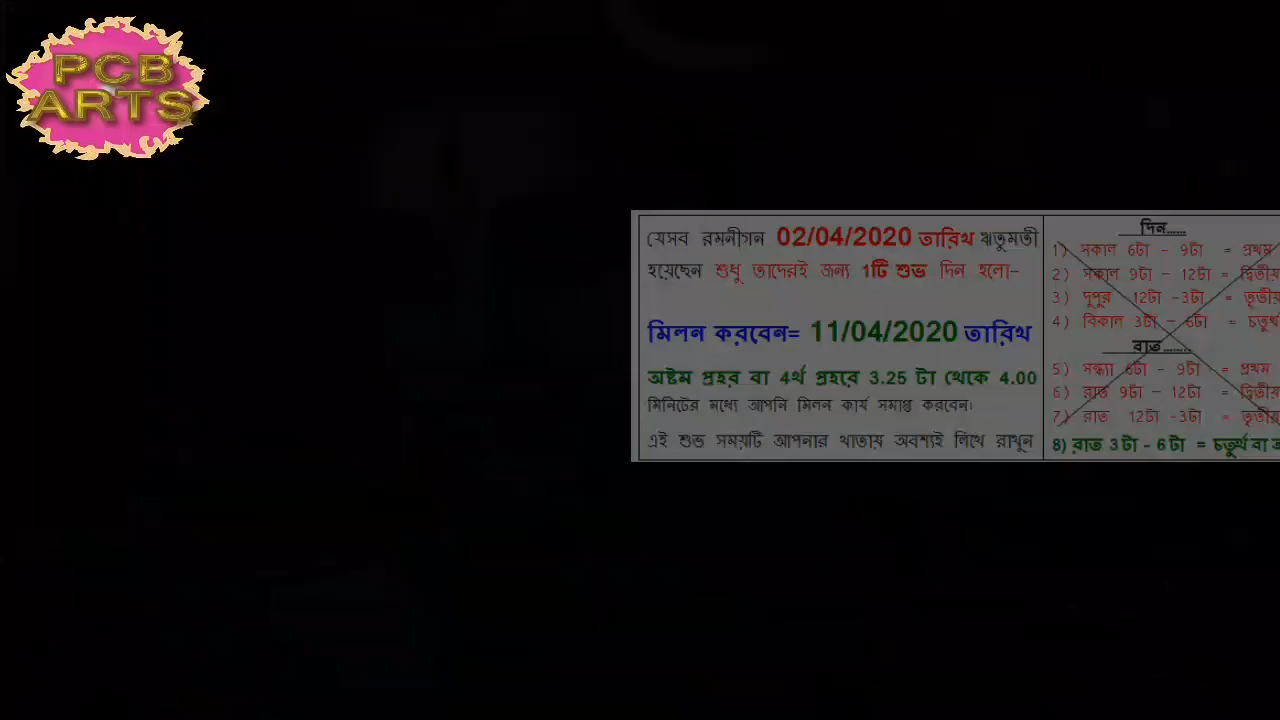 PCB
ARTS
যেসব রমনীগন 02/04/2020 তারিখ ঋতুমতী
হয়েছেন শুধু তাদেরই জন্য 1টি শুভ দিন হলো-
মিলন করবেন= 11/04/2020 তারিখ
অষ্টম প্রহর বা 4র্থ প্রহরে 3.25 টা থেকে 4.00
মিনিটের মধ্যে আপনি মিলন কার্য সমাপ্ত করবেন।
এই শুভ সময়টি আপনার খাতায় অবশ্যই লিখে রাখুন
দিন.....
1) সকাল 6টা - 9টা = প্রথম
2) সকাল 9টা - 12টা = দ্বিতীয়
3) দুপুর 12টা -3টা = তৃতীয়
4) বিকাল 3টা - 6টা = চতুর্থ
রাত........
5) সন্ধ্যা 6টা - 9টা = প্রথম
6) রাত 9টা - 12টা = দ্বিতীয়
7) রাত 12টা -3টা = তৃতীয়
8) রাত 3টা - 6টা = চতুর্থ বা